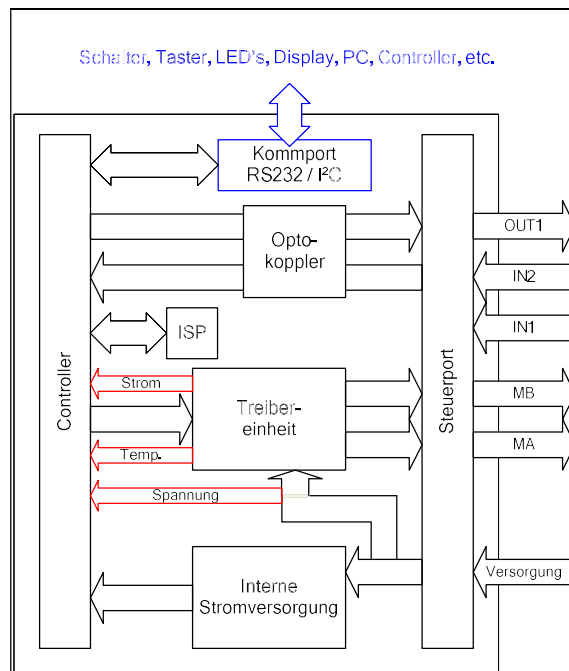 Schalter, Taster, LED's, Display, PC, Controller, etc.
Kommport
RS232 / I²C
Opto-
koppler
OUT1
IN2
IN1
ISP
Controller
Steuerport
Strom
Treiber-
einheit
MB
MA
Temp.
Spannung
Interne
Stromversorgung
Versorgung